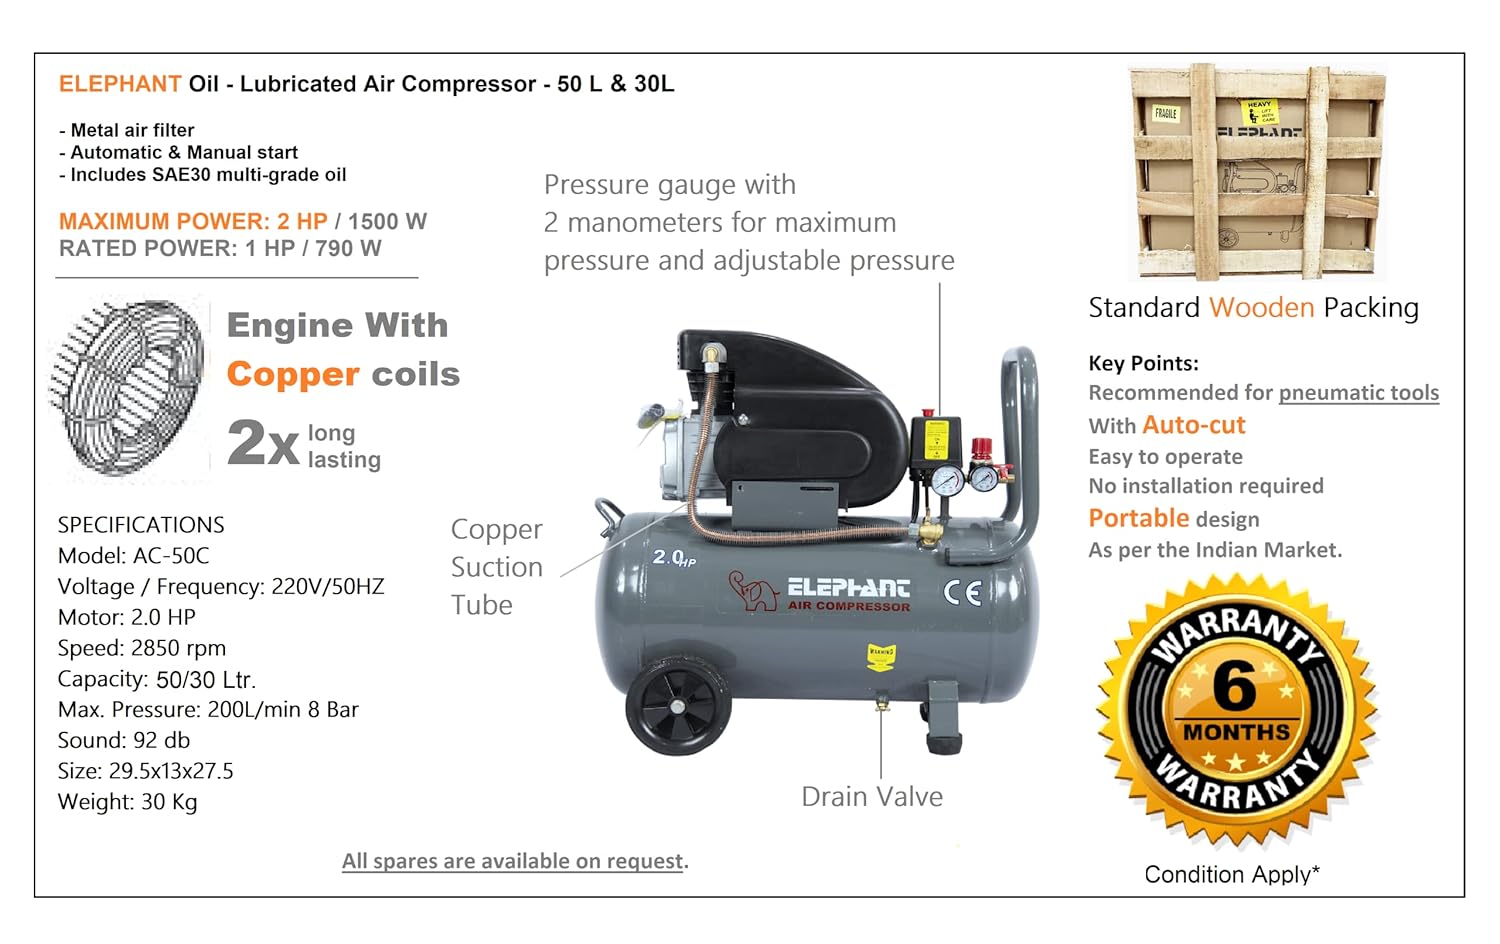 ELEPHANT Oil - Lubricated Air Compressor - 50 L & 30L
- Metal air filter
- Automatic & Manual start
- Includes SAE30 multi-grade oil
MAXIMUM POWER: 2 HP / 1500 W
RATED POWER: 1 HP / 790 W
Engine With
Copper coils
2x long
lasting
SPECIFICATIONS
Model: AC-50C
Voltage / Frequency: 220V/50HZ
Motor: 2.0 HP
Speed: 2850 rpm
Capacity: 50/30 Ltr.
Max. Pressure: 200L/min 8 Bar
Sound: 92 db
Size: 29.5x13x27.5
Weight: 30 Kg
Pressure gauge with
2 manometers for maximum
pressure and adjustable pressure
Copper
Suction
Tube
2.0HP
ELEPHANT
AIR COMPRESSOR
CE
WARNING
Drain Valve
All spares are available on request.
FRAGILE
HEAVY
LIFT
WITH
CARE
ELEPHANT
Standard Wooden Packing
Key Points:
Recommended for pneumatic tools
With Auto-cut
Easy to operate
No installation required
Portable design
As per the Indian Market.
WARRANTY
6
MONTHS
WARRANTY
Condition Apply*